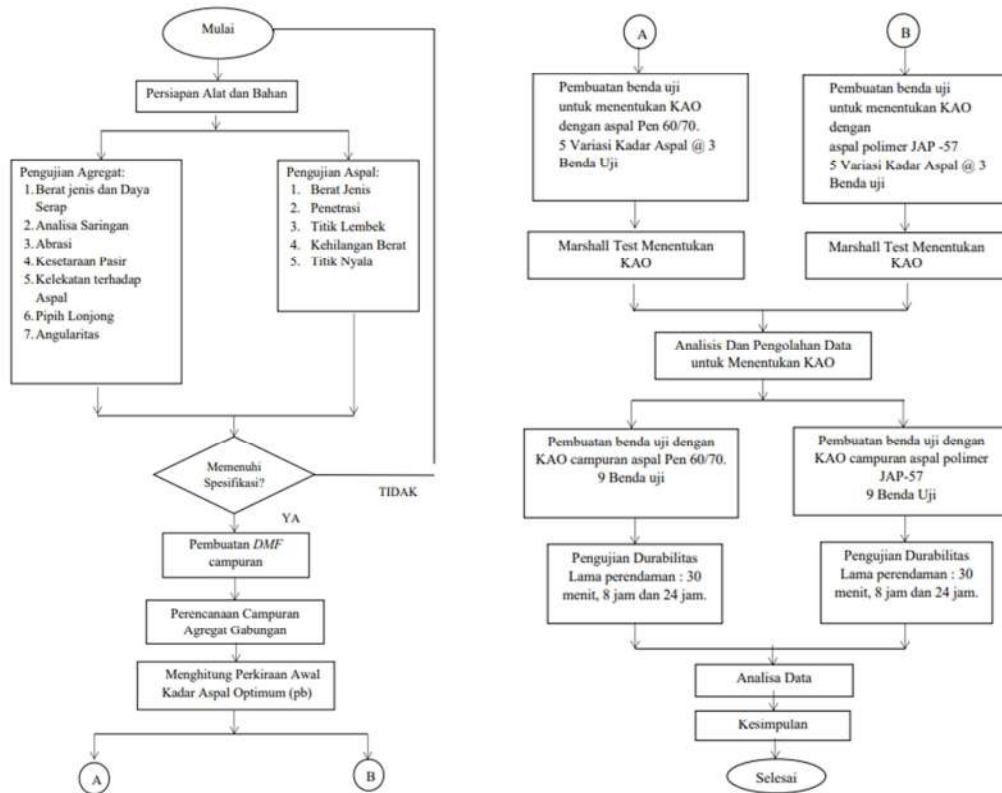 Mulai
Persiapan Alat dan Bahan
Pengujian Agregat:
1. Berat jenis dan Daya
Serap
2. Analisa Saringan
3. Abrasi
4. Kesetaraan Pasir
5. Kelekatan terhadap
Aspal
6. Pipih Lonjong
7. Angularitas
Pengujian Aspal:
1. Berat Jenis
2. Penetrasi
3. Titik Lembek
4. Kehilangan Berat
5. Titik Nyala
Memenuhi
Spesifikasi?
TIDAK
YA
Pembuatan DMF
campuran
Perencanaan Campuran
Agregat Gabungan
Menghitung Perkiraan Awal
Kadar Aspal Optimum (pb)
A
B
A
Pembuatan benda uji
untuk menentukan KAO
dengan aspal Pen 60/70.
5 Variasi Kadar Aspal @ 3
Benda Uji
Marshall Test Menentukan
KAO
B
Pembuatan benda uji
untuk menentukan KAO
dengan
aspal polimer JAP -57
5 Variasi Kadar Aspal @ 3
Benda uji
Marshall Test Menentukan
KAO
Analisis Dan Pengolahan Data
untuk Menentukan KAO
Pembuatan benda uji dengan
KAO campuran aspal Pen 60/70.
9 Benda uji
Pengujian Durabilitas
Lama perendaman : 30
menit, 8 jam dan 24 jam.
Pembuatan benda uji dengan
KAO campuran aspal polimer
JAP-57
9 Benda Uji
Pengujian Durabilitas
Lama perendaman : 30
menit, 8 jam dan 24 jam.
Analisa Data
Kesimpulan
Selesai